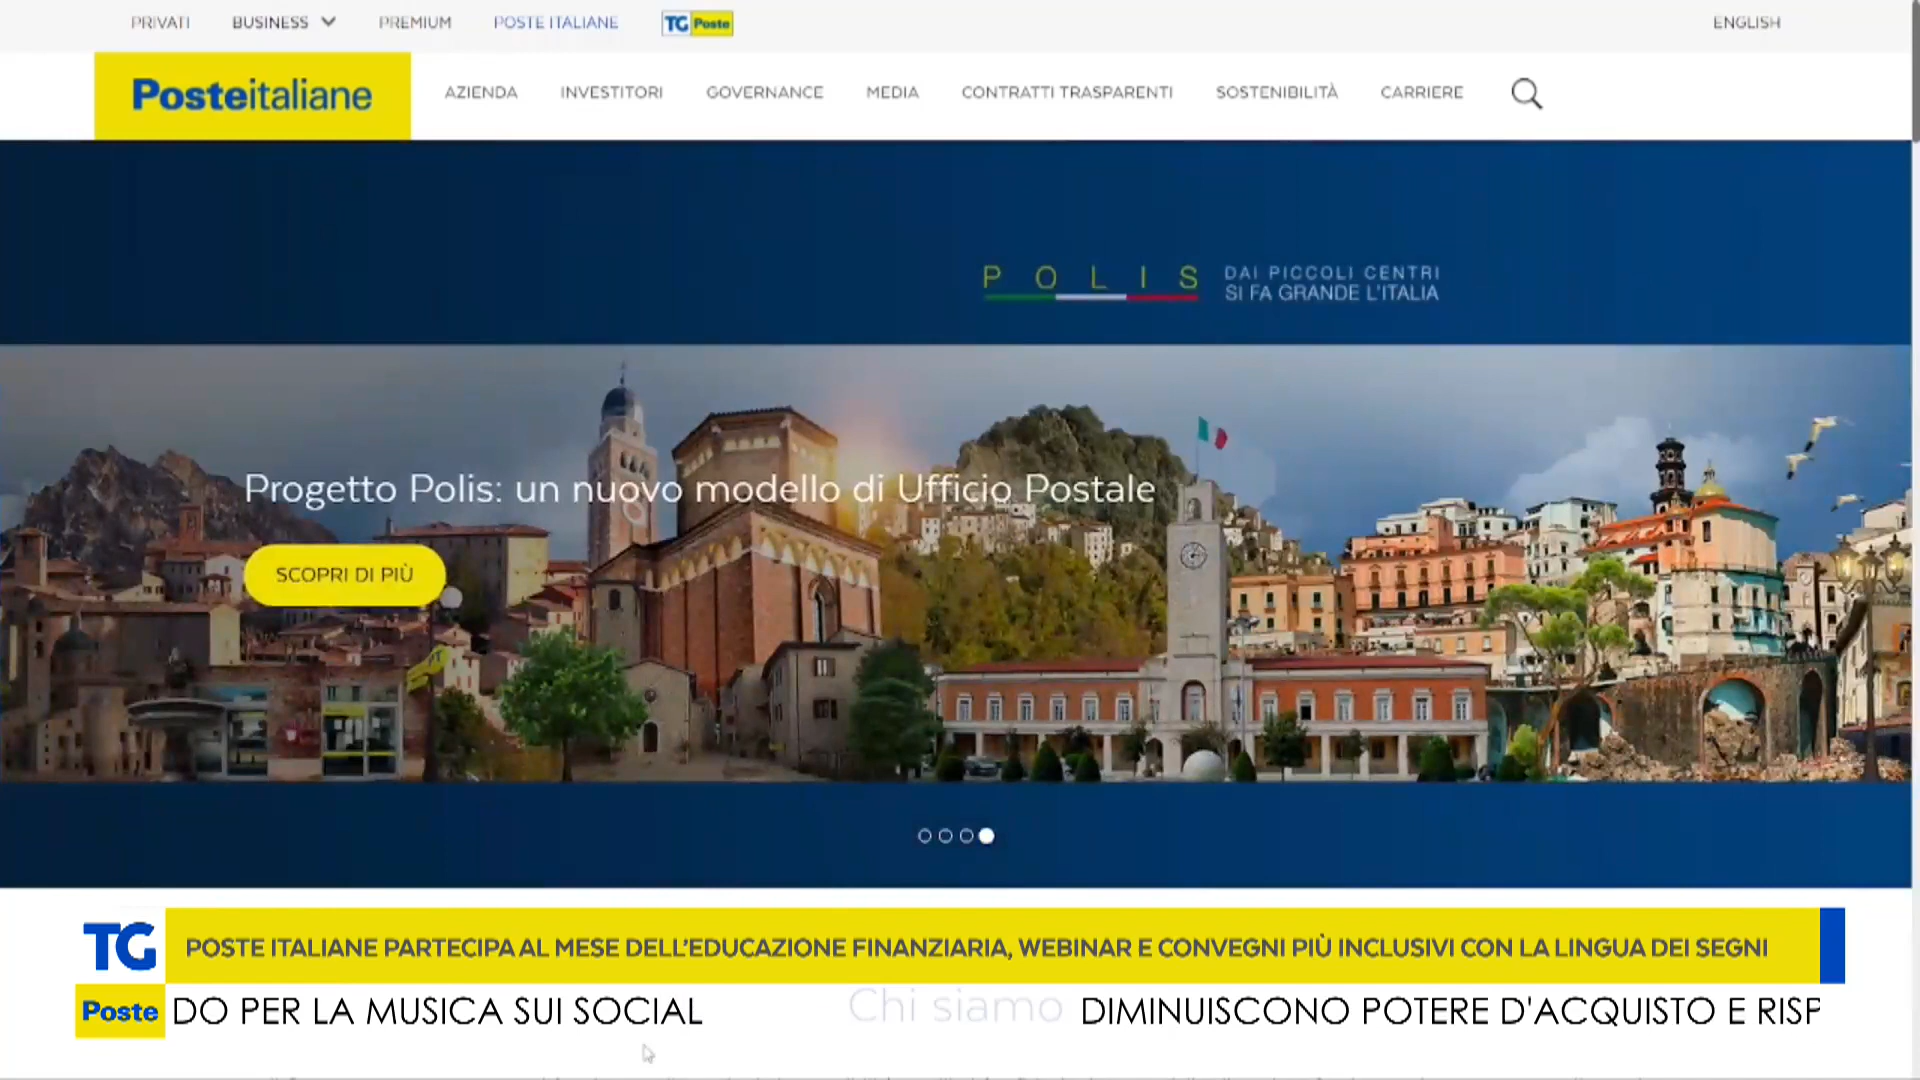 PRIVATI BUSINESS PREMIUM POSTE ITALIANE TG Poste ENGLISH
Posteitaliane AZIENDA INVESTITORI GOVERNANCE MEDIA CONTRATTI TRASPARENTI SOSTENIBILITÀ CARRIERE
POLIS DAI PICCOLI CENTRI
SI FA GRANDE L'ITALIA
Progetto Polis: un nuovo modello di Ufficio Postale
SCOPRI DI PIÙ
TG POSTE ITALIANE PARTECIPA AL MESE DELL'EDUCAZIONE FINANZIARIA, WEBINAR E CONVEGNI PIÙ INCLUSIVI CON LA LINGUA DEI SEGNI
Poste DO PER LA MUSICA SUI SOCIAL Chi siamo DIMINUISCONO POTERE D'ACQUISTO E RISP